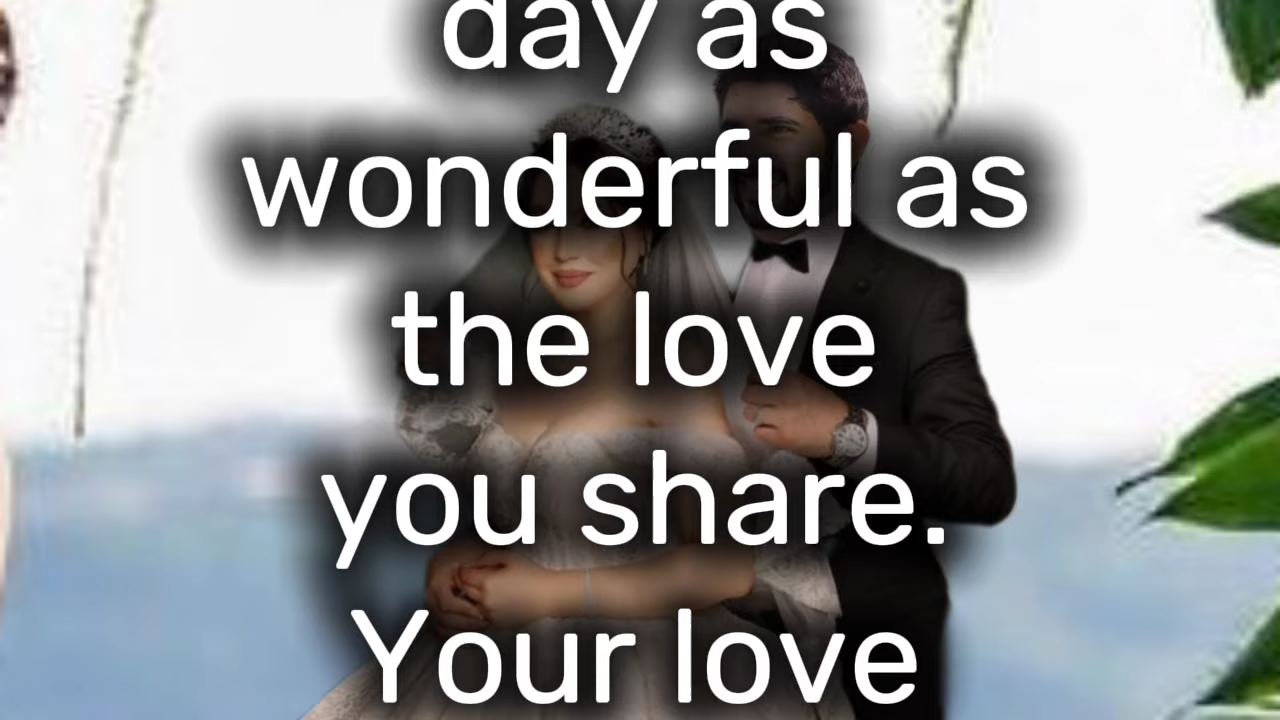 day as
wonderful as
the love
you share.
Your love